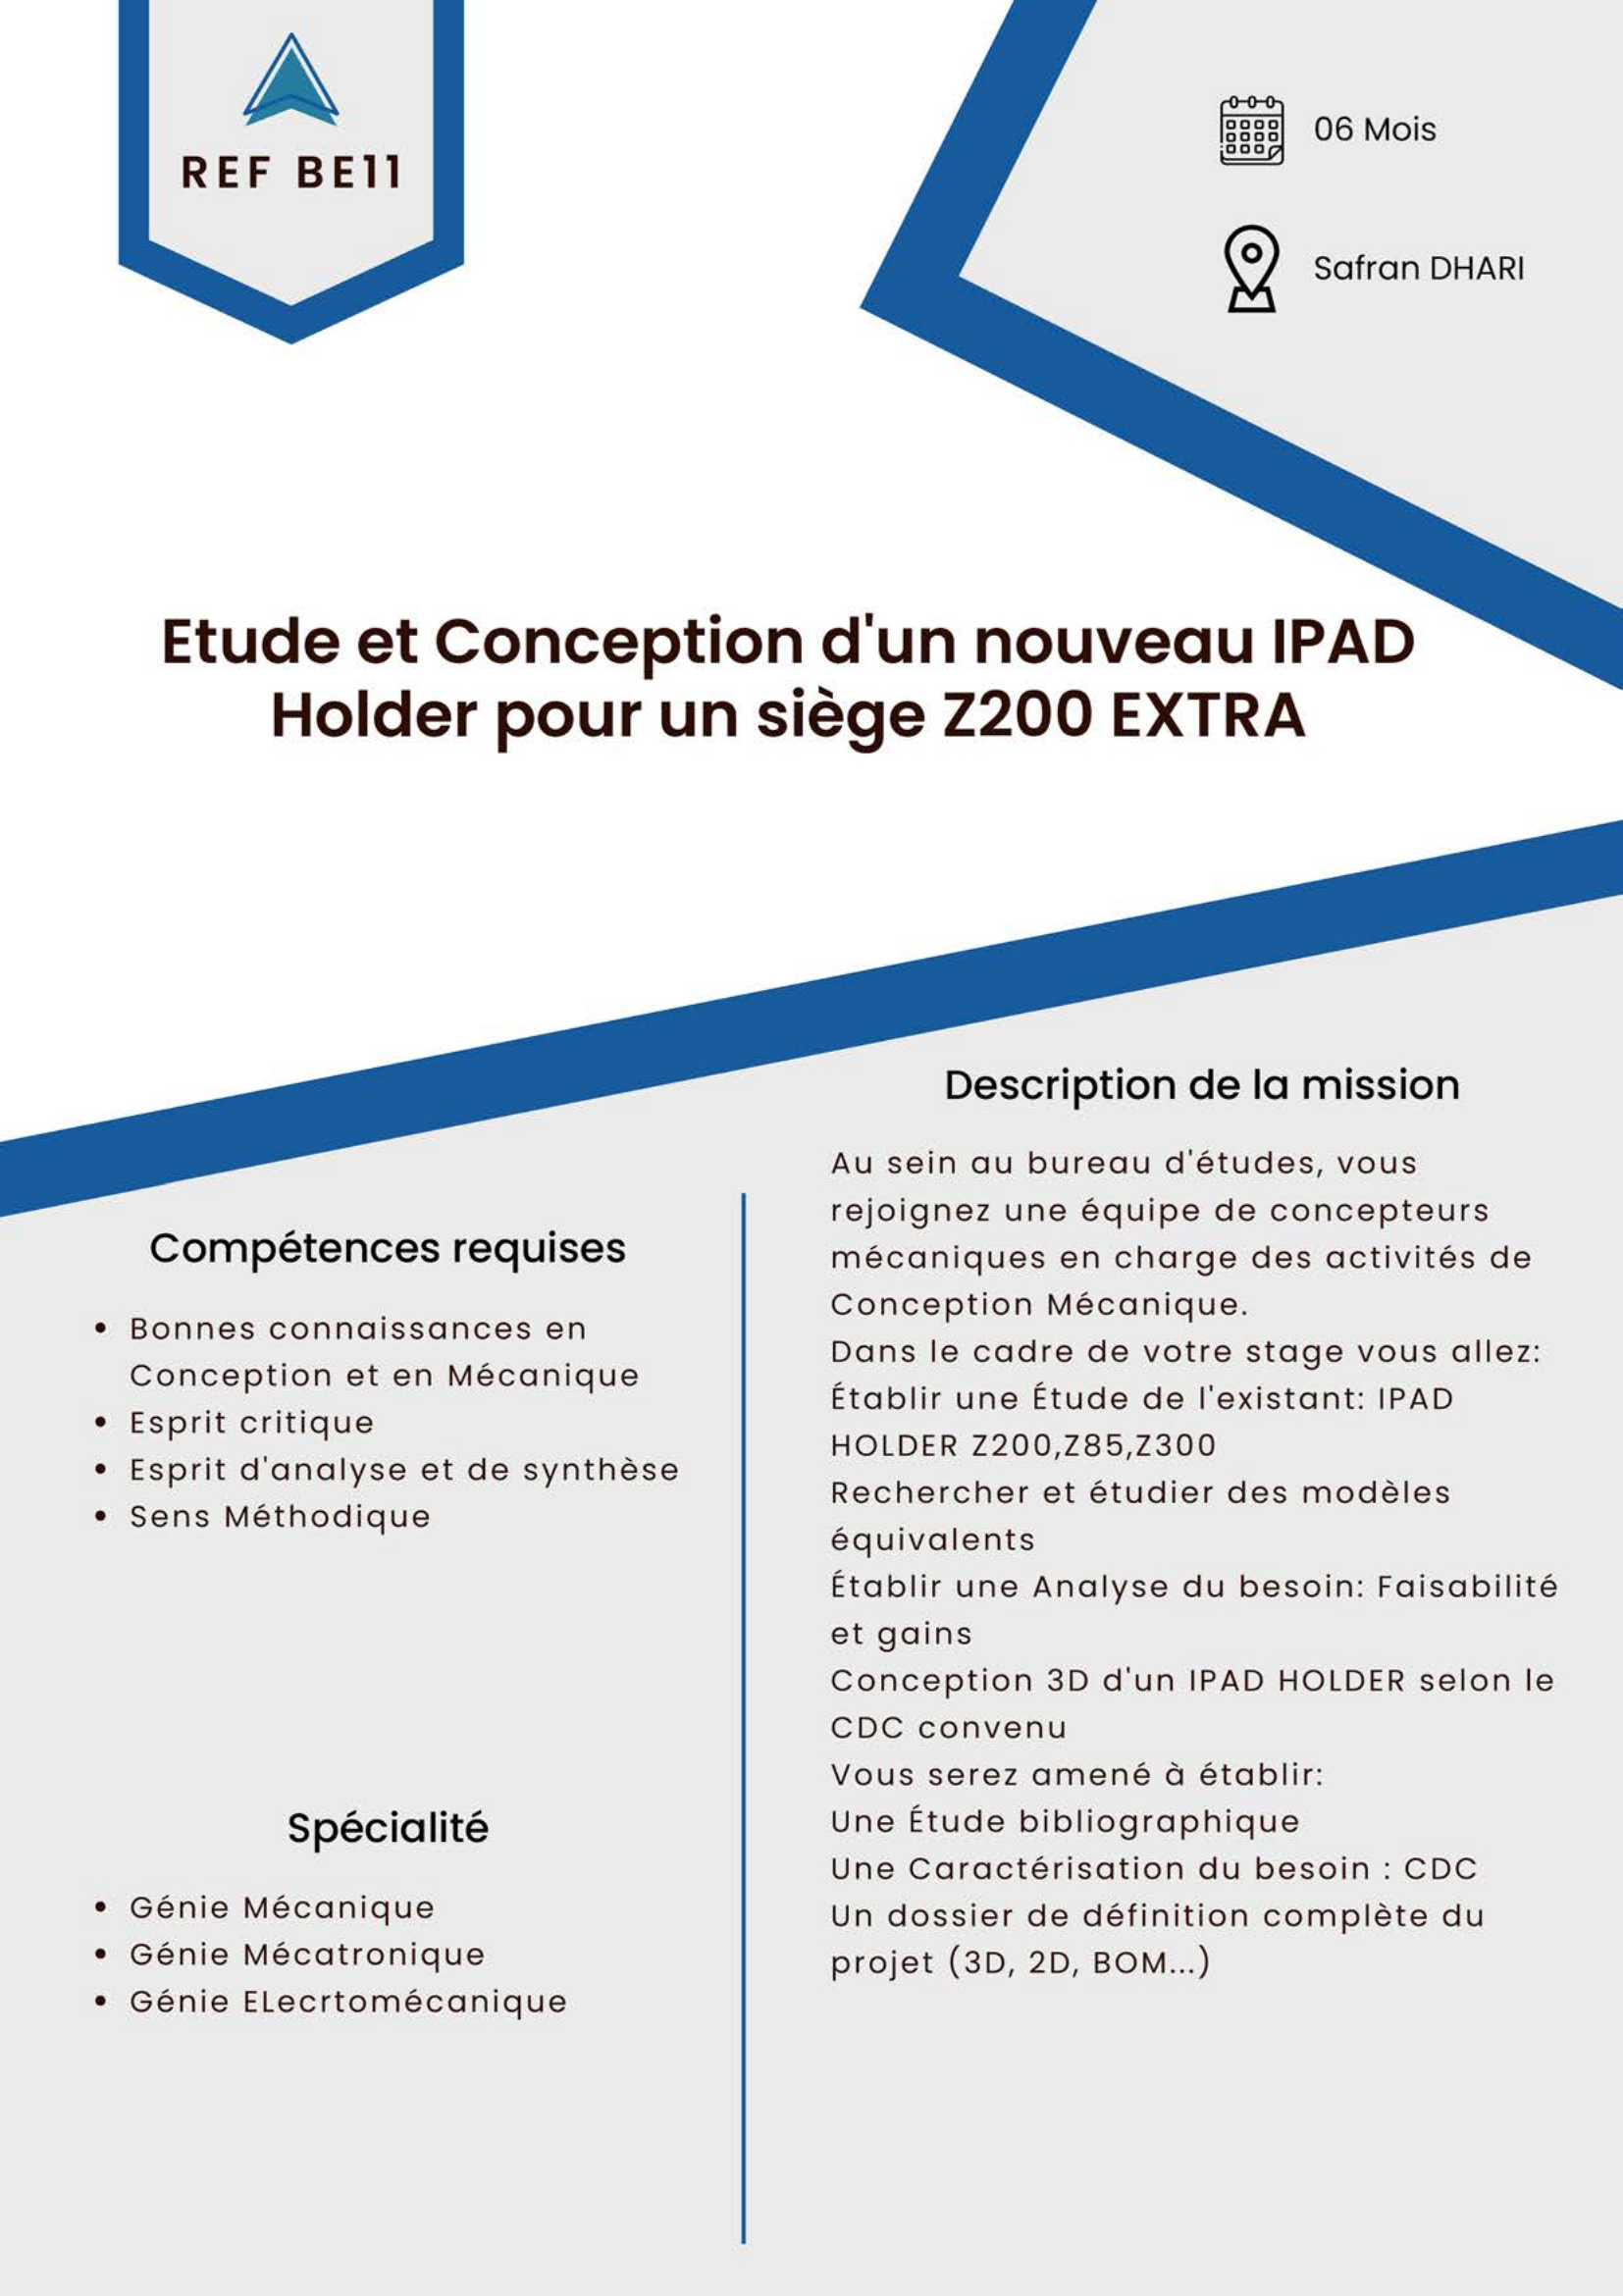 REF BE11
06 Mois
Safran DHARI
Etude et Conception d'un nouveau IPAD
Holder pour un siège Z200 EXTRA
Compétences requises
• Bonnes connaissances en
Conception et en Mécanique
• Esprit critique
• Esprit d'analyse et de synthèse
• Sens Méthodique
Spécialité
• Génie Mécanique
• Génie Mécatronique
• Génie ELecrtomécanique
Description de la mission
Au sein au bureau d'études, vous
rejoignez une équipe de concepteurs
mécaniques en charge des activités de
Conception Mécanique.
Dans le cadre de votre stage vous allez:
Établir une Étude de l'existant: IPAD
HOLDER Z200,Z85,Z300
Rechercher et étudier des modèles
équivalents
Établir une Analyse du besoin: Faisabilité
et gains
Conception 3D d'un IPAD HOLDER selon le
CDC convenu
Vous serez amené à établir:
Une Étude bibliographique
Une Caractérisation du besoin : CDC
Un dossier de définition complète du
projet (3D, 2D, BOM...)